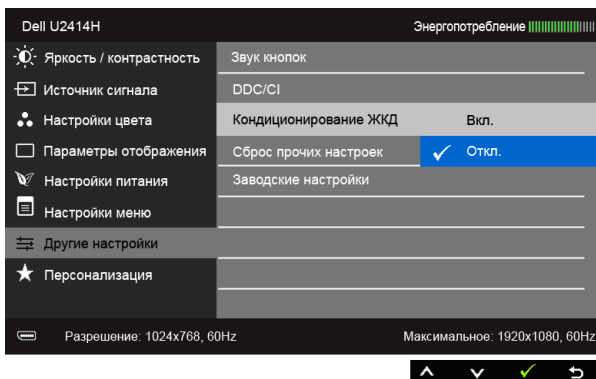 Dell U2414H Энергопотребление
Яркость / контрастность Звук кнопок
Источник сигнала DDC/CI
Настройки цвета Кондиционирование ЖКД Вкл.
Параметры отображения Сброс прочих настроек Откл.
Настройки питания Заводские настройки
Настройки меню
Другие настройки
Персонализация
Разрешение: 1024x768, 60Hz Максимальное: 1920x1080, 60Hz